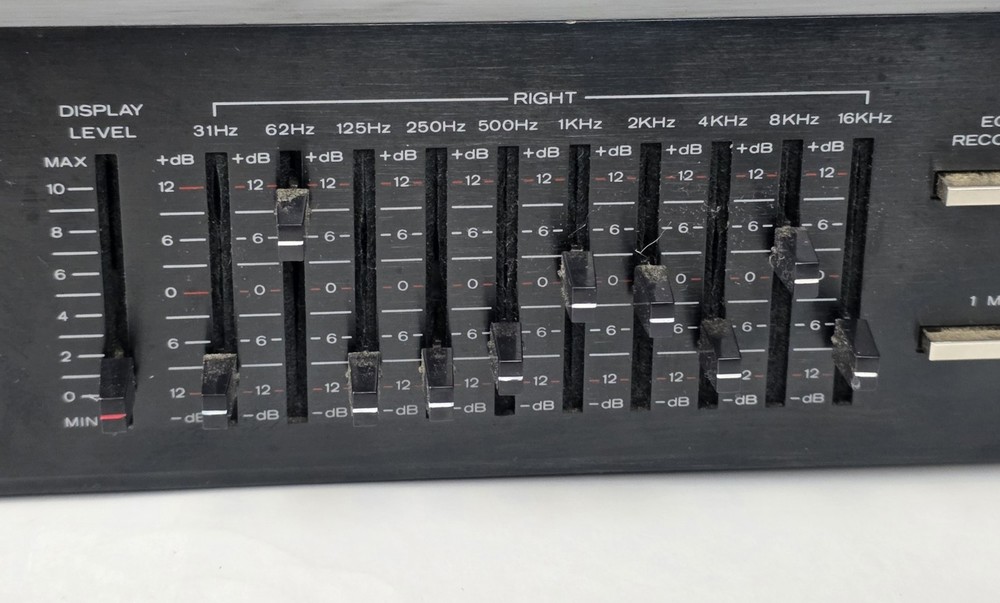 RIGHT
DISPLAY
LEVEL
31Hz 62Hz 125Hz 250Hz 500Hz 1KHz 2KHz 4KHz 8KHz 16KHz
MAX +dB +dB +dB +dB +dB +dB +dB +dB +dB +dB
10 12 12 12 12 12 12 12 12 12 12
8 6 6 6 6 6 6 6 6 6
6 0 0 0 0 0 0 0 0 0
4 6 6 6 6 6 6 6 6 6
2
0 12 12 12 12 12 12 12 12
MIN -dB -dB -dB -dB -dB -dB -dB -dB -dB
1